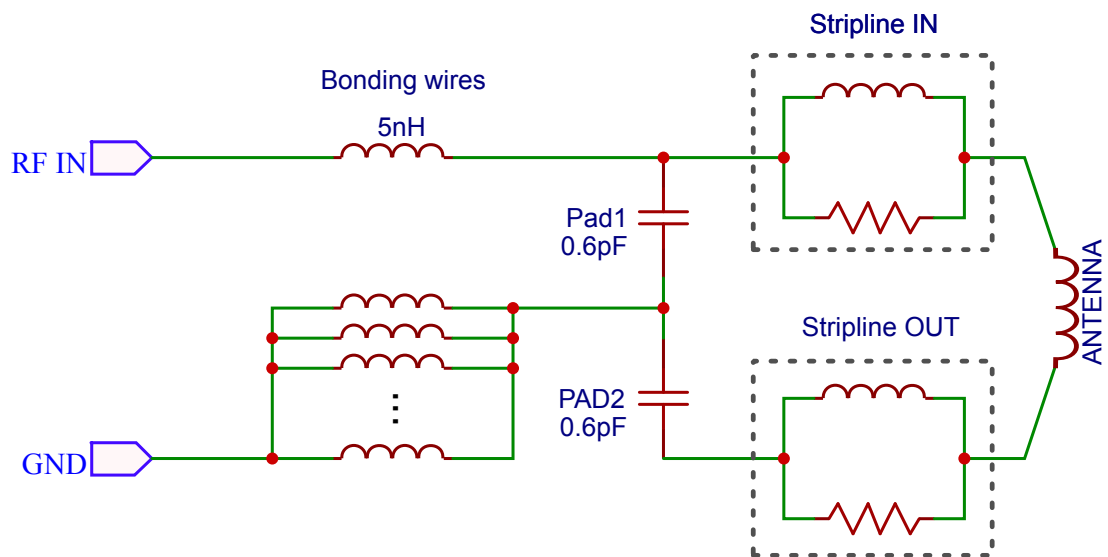 Stripline IN
Bonding wires
5nH
RF IN
Pad1
0.6pF
Stripline OUT
ANTENNA
PAD2
0.6pF
GND